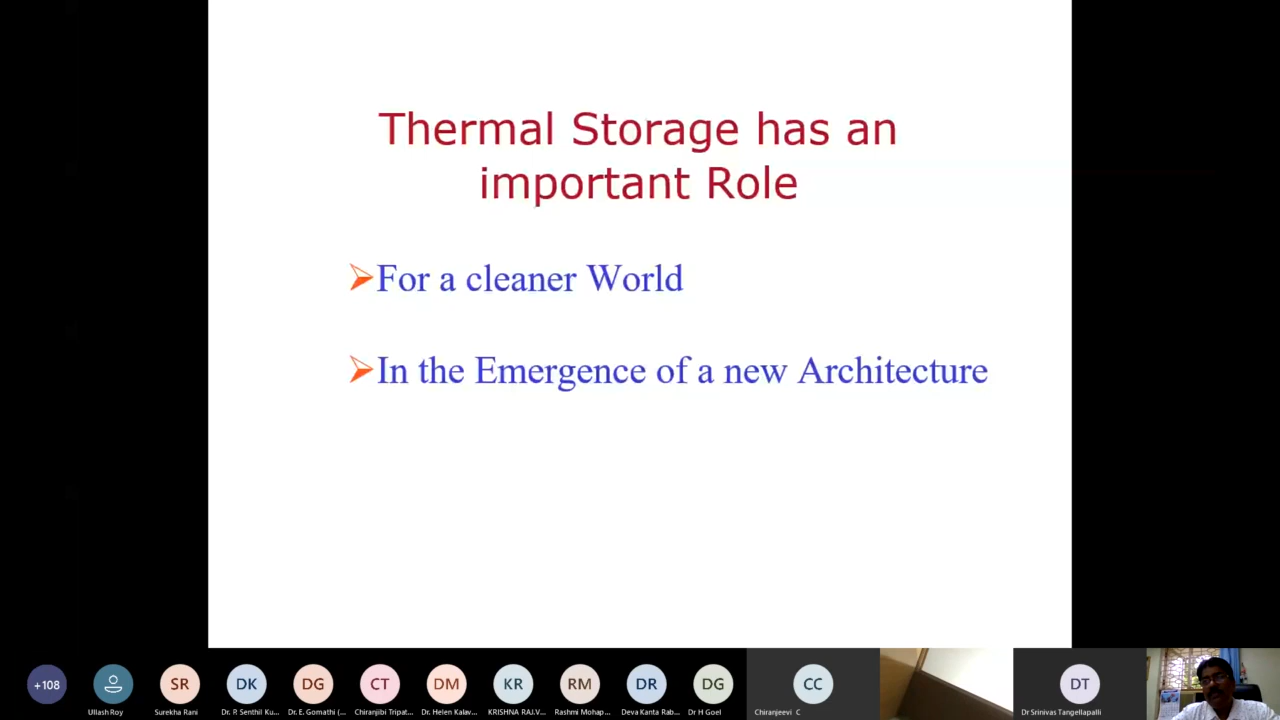 Thermal Storage has an
important Role
For a cleaner World
In the Emergence of a new Architecture
+108
SR
DK
DG
CT
DM
KR
RM
DR
DG
CC
DT
Ullash Roy
Surekha Rani
Dr. P. Senthil Ku...
Dr. E. Gomathi (...
Chiranjibi Tripat...
Dr. Helen Kalav...
KRISHNA RAJ.V...
Rashmi Mohap...
Deva Kanta Rab...
Dr H Goel
Chiranjeevi C
Dr Srinivas Tangellapalli